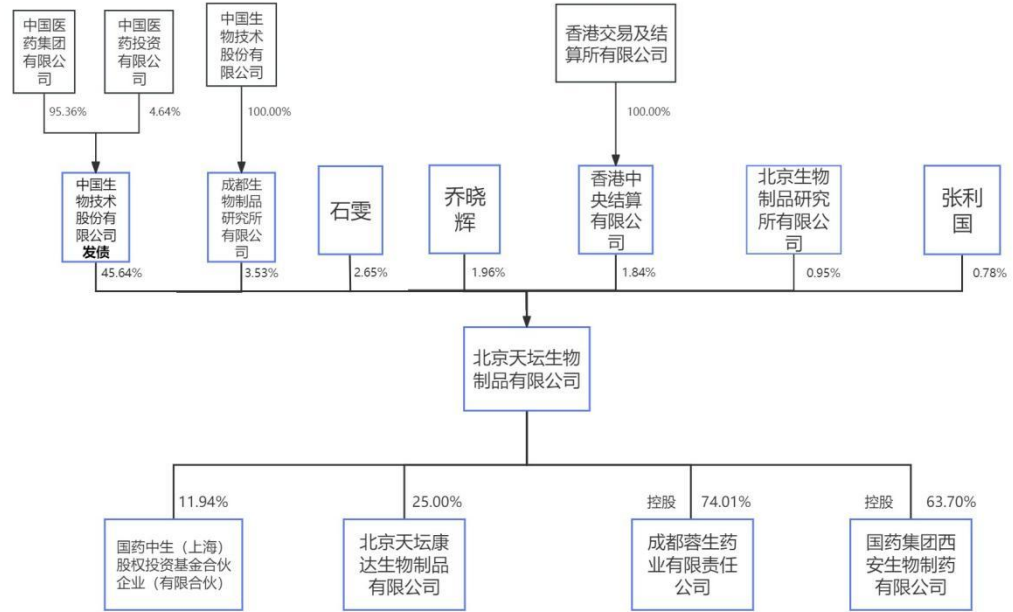 中国医
药集团
有限公
司
中国医
药投资
有限公
司
中国生
物技术
股份有
限公司
香港交易及结
算所有限公司
95.36%
4.64%
100.00%
100.00%
中国生
物技术
股份有
限公司
发债
成都生
物制品
研究所
有限公
司
石雯
乔晓
辉
香港中
央结算
有限公
司
北京生物
制品研究
所有限公
司
张利
国
45.64%
3.53%
2.65%
1.96%
1.84%
0.95%
0.78%
北京天坛生物
制品有限公司
11.94%
25.00%
控股
74.01%
控股
63.70%
国药中生（上海）
股权投资基金合伙
企业（有限合伙）
北京天坛康
达生物制品
有限公司
成都蓉生药
业有限责任
公司
国药集团西
安生物制药
有限公司